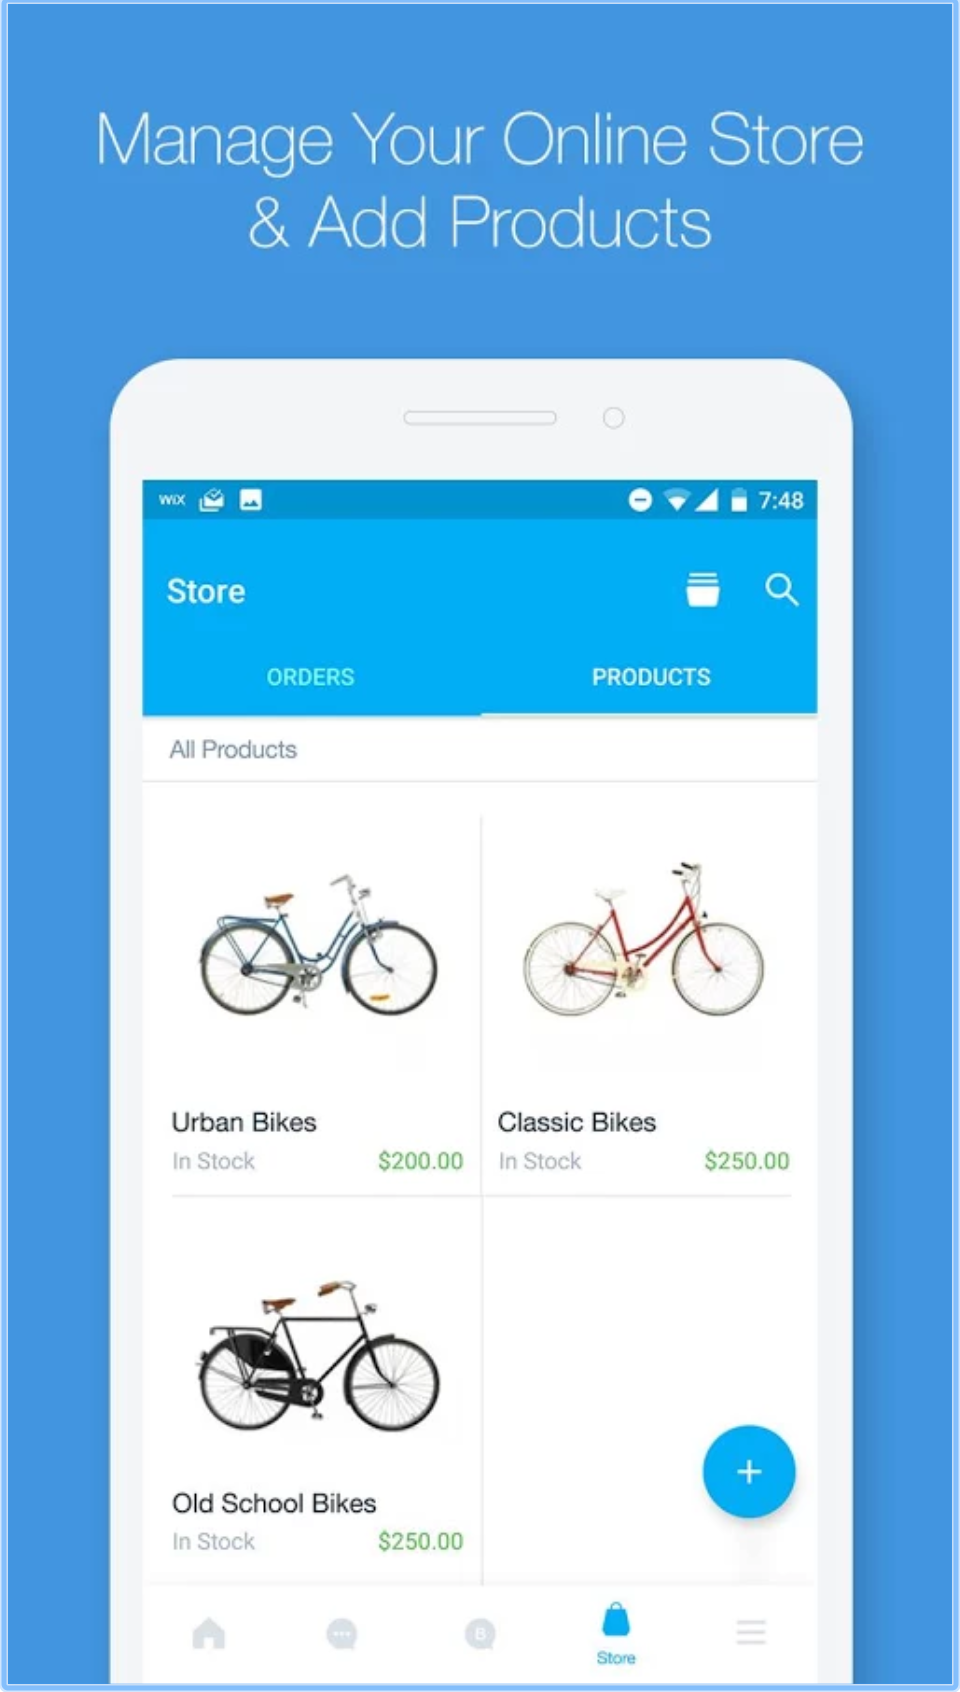 Manage Your Online Store
& Add Products
WIX 7:48
Store
ORDERS PRODUCTS
All Products
Urban Bikes Classic Bikes
In Stock $200.00 In Stock $250.00
Old School Bikes
In Stock $250.00
B
Store